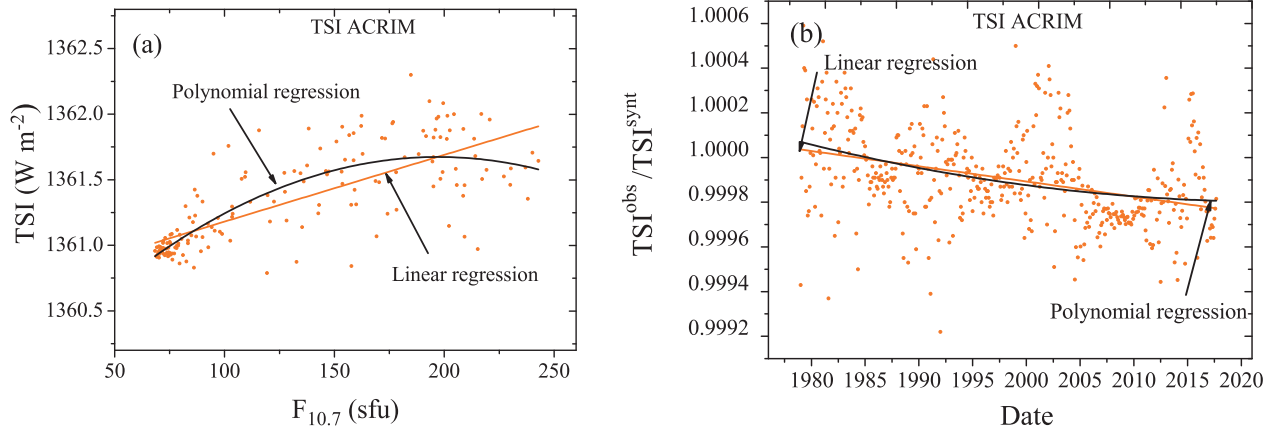 TSI ACRIM
(a)
1362.5
1362.0
1361.5
1361.0
1360.5
TSI (W m⁻²)
Polynomial regression
Linear regression
50
100
150
200
250
F₁₀.₇ (sfu)
TSI ACRIM
(b)
1.0006
1.0004
1.0002
1.0000
0.9998
0.9996
0.9994
0.9992
TSIᵒᵇˢ /TSIˢʸⁿᵗ
Linear regression
Polynomial regression
1980 1985 1990 1995 2000 2005 2010 2015 2020
Date